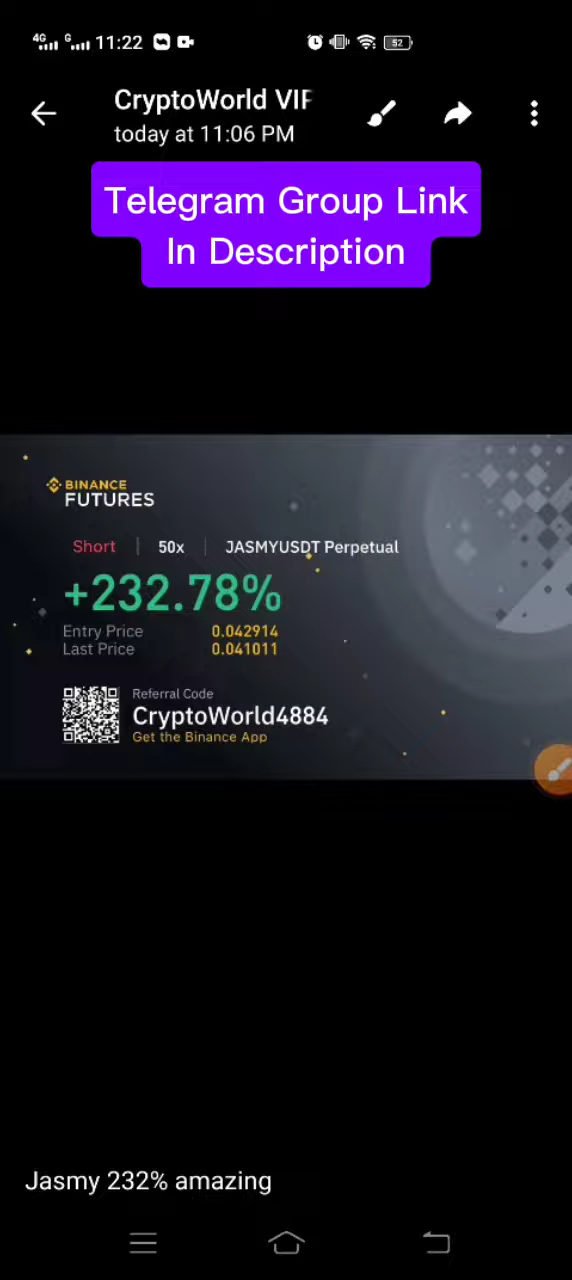 4G G 11:22 52
CryptoWorld VIP
today at 11:06 PM
Telegram Group Link
In Description
BINANCE
FUTURES
Short | 50x | JASMYUSDT Perpetual
+232.78%
Entry Price 0.042914
Last Price 0.041011
Referral Code
CryptoWorld4884
Get the Binance App
Jasmy 232% amazing